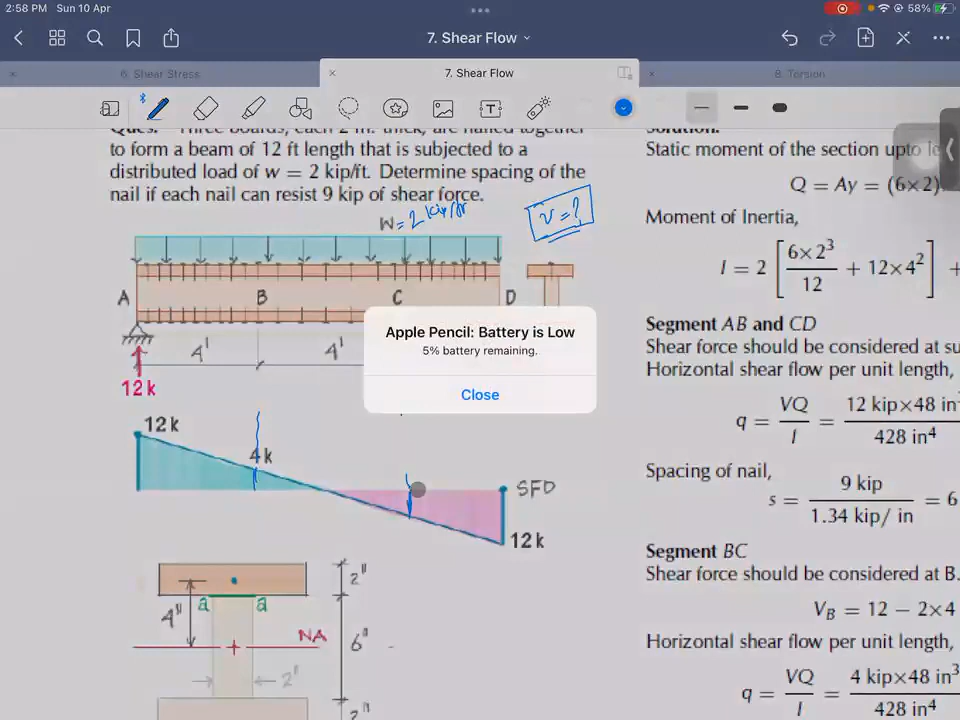 2:58 PM Sun 10 Apr
58%
7. Shear Flow
6. Shear Stress
7. Shear Flow
8. Torsion
Ques. Three boards, each 2 in. thick, are nailed together
to form a beam of 12 ft length that is subjected to a
distributed load of w = 2 kip/ft. Determine spacing of the
nail if each nail can resist 9 kip of shear force.
W=2 kip/ft
v=?
A
B
C
D
4'
4'
12 k
12 k
4 k
SFD
12 k
2"
a
a
4"
NA
6"
2"
2"
Apple Pencil: Battery is Low
5% battery remaining.
Close
Solution:
Static moment of the section upto
Q = Ay = (6×2)
Moment of Inertia,
I = 2 [6×2³/12 + 12×4²] +
Segment AB and CD
Shear force should be considered at
Horizontal shear flow per unit length,
q = VQ/I = 12 kip×48 in/428 in⁴
Spacing of nail,
s = 9 kip/1.34 kip/in = 6
Segment BC
Shear force should be considered at B.
V_B = 12 − 2×4
Horizontal shear flow per unit length,
q = VQ/I = 4 kip×48 in³/428 in⁴